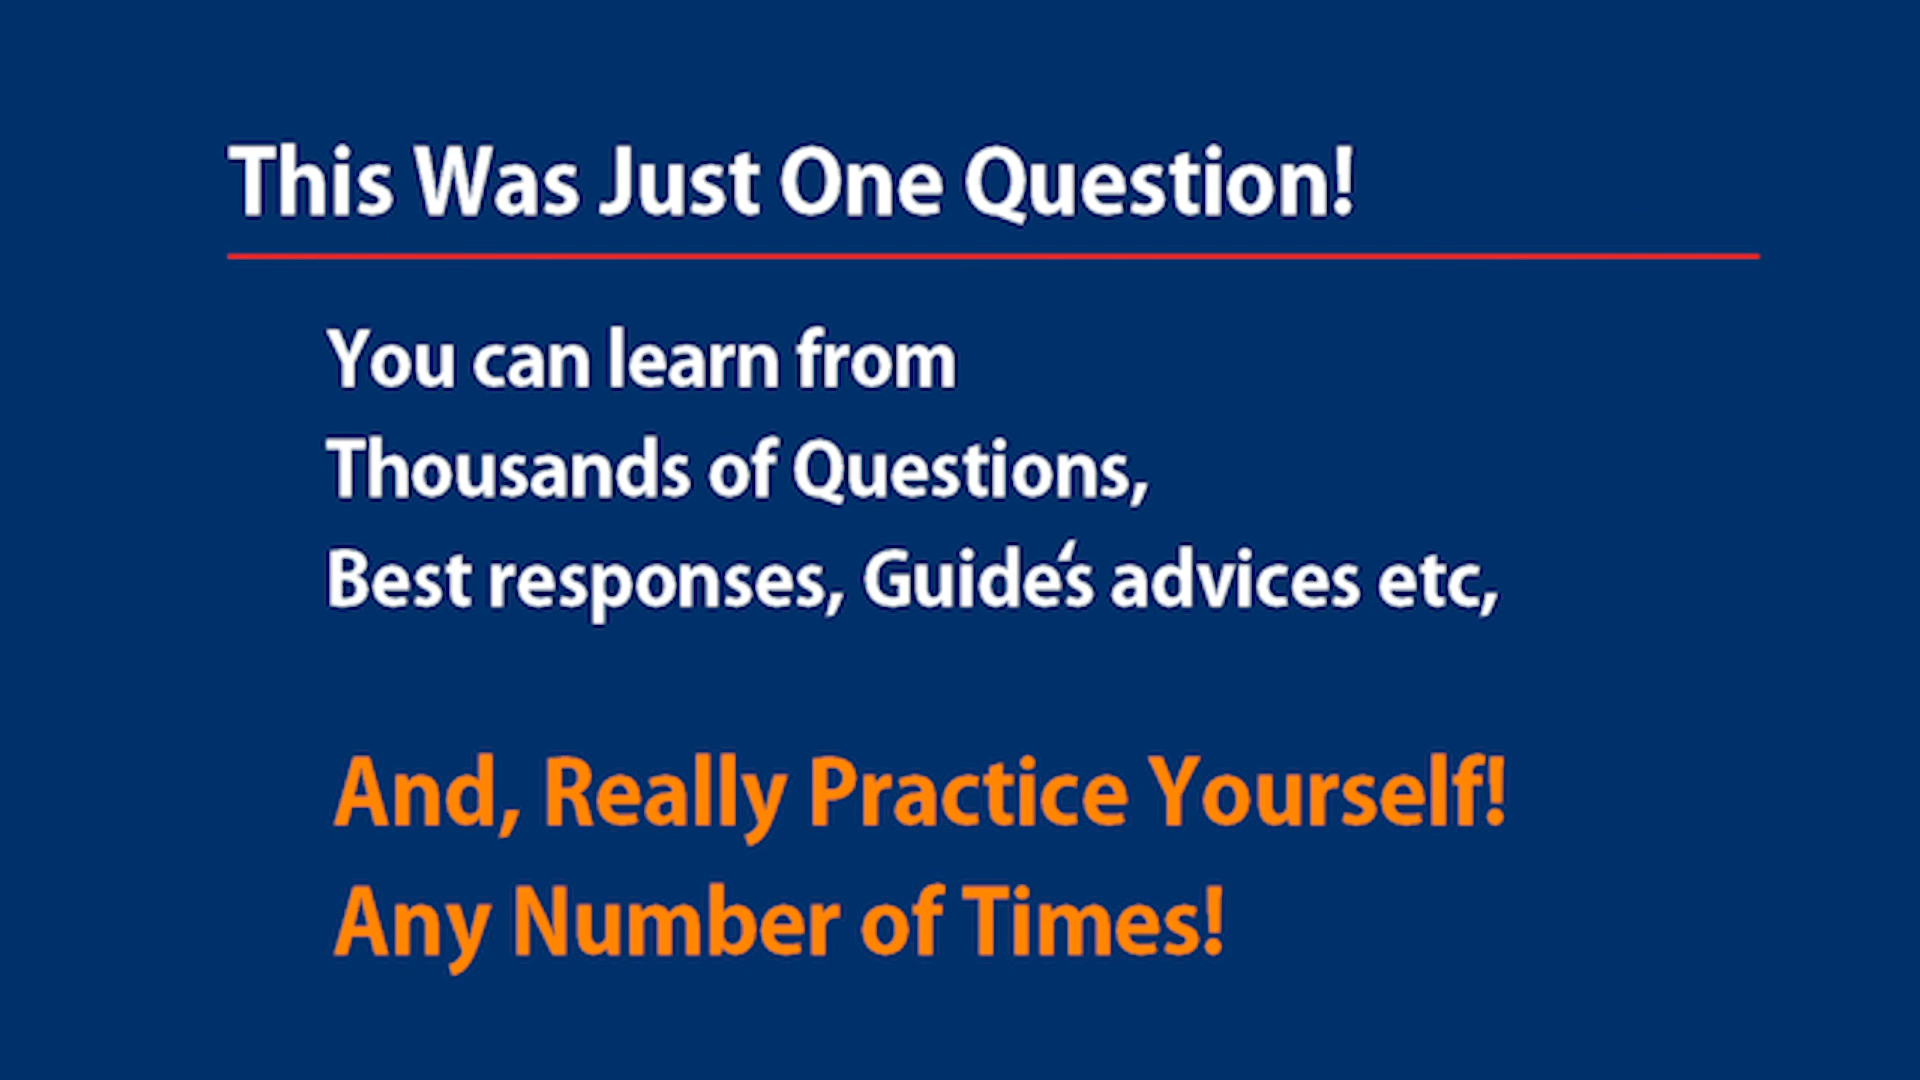 This Was Just One Question!
You can learn from
Thousands of Questions,
Best responses, Guide‘s advices etc,
And, Really Practice Yourself!
Any Number of Times!